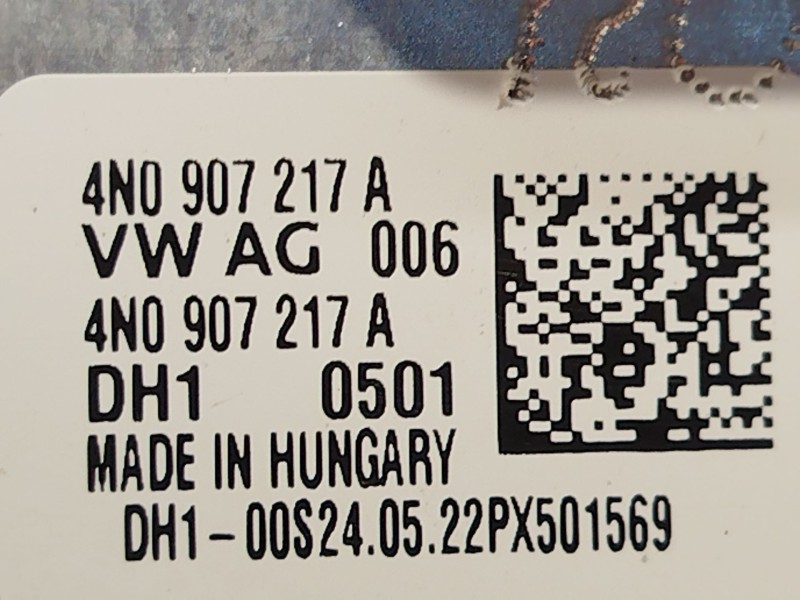 4N0 907 217 A
VW AG 006
4N0 907 217 A
DH1 0501
MADE IN HUNGARY
DH1-00S24.05.22PX501569